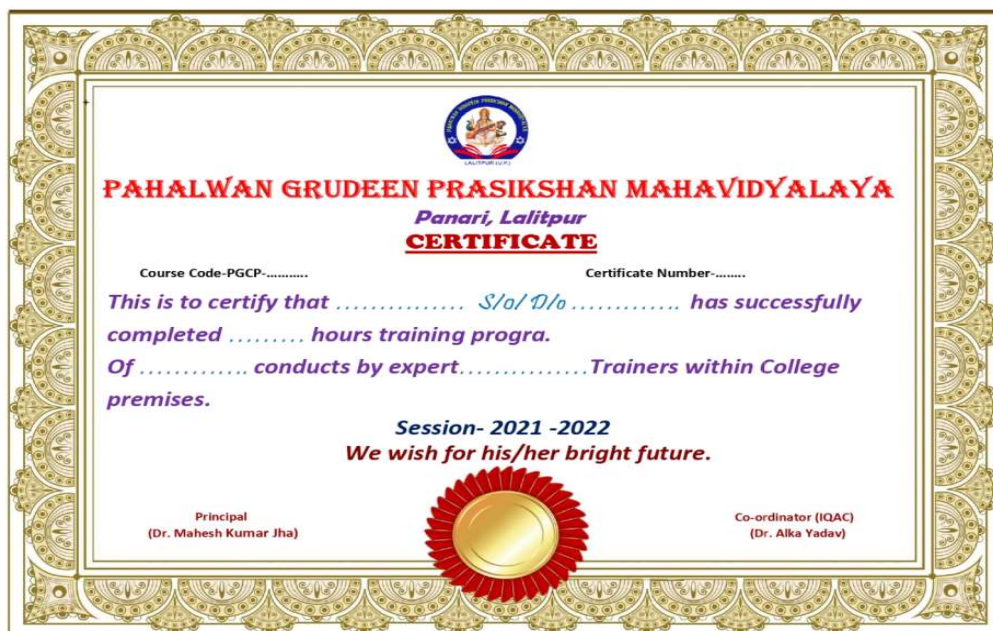 LALITPUR (U.P.)
PAHALWAN GRUDEEN PRASIKSHAN MAHAVIDYALAYA
Panari, Lalitpur
CERTIFICATE
Course Code-PGCP-........... Certificate Number-........
This is to certify that ............... S/o/ D/o ............. has successfully
completed ......... hours training progra.
Of ............. conducts by expert...............Trainers within College
premises.
Session- 2021 -2022
We wish for his/her bright future.
Principal Co-ordinator (IQAC)
(Dr. Mahesh Kumar Jha) (Dr. Alka Yadav)